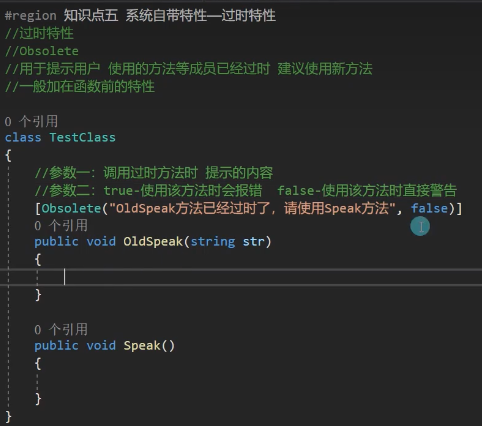 #region 知识点五 系统自带特性—过时特性
//过时特性
//Obsolete
//用于提示用户 使用的方法等成员已经过时 建议使用新方法
//一般加在函数前的特性
0 个引用
class TestClass
{
//参数一：调用过时方法时 提示的内容
//参数二：true-使用该方法时会报错  false-使用该方法时直接警告
[Obsolete("OldSpeak方法已经过时了，请使用Speak方法", false)]
0 个引用
public void OldSpeak(string str)
{
}
0 个引用
public void Speak()
{
}
}